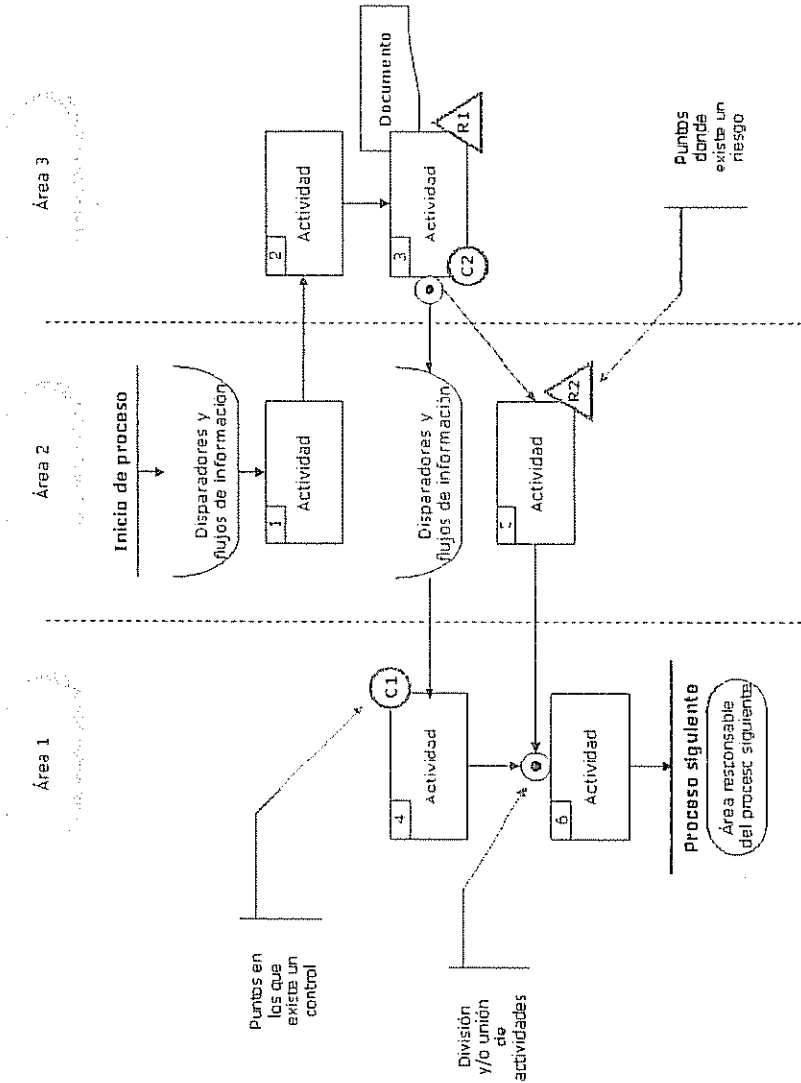 Área 1
Área 2
Área 3
Inicio de proceso
Disparadores y
flujos de información
1
Actividad
2
Actividad
Documento
3
Actividad
R1
C2
Disparadores y
flujos de información
C1
4
Actividad
Puntos en
los que
existe un
control
5
Actividad
R2
Puntos
donde
existe un
riesgo
División
y/o unión
de
actividades
6
Actividad
Proceso siguiente
Área responsable
del proceso siguiente